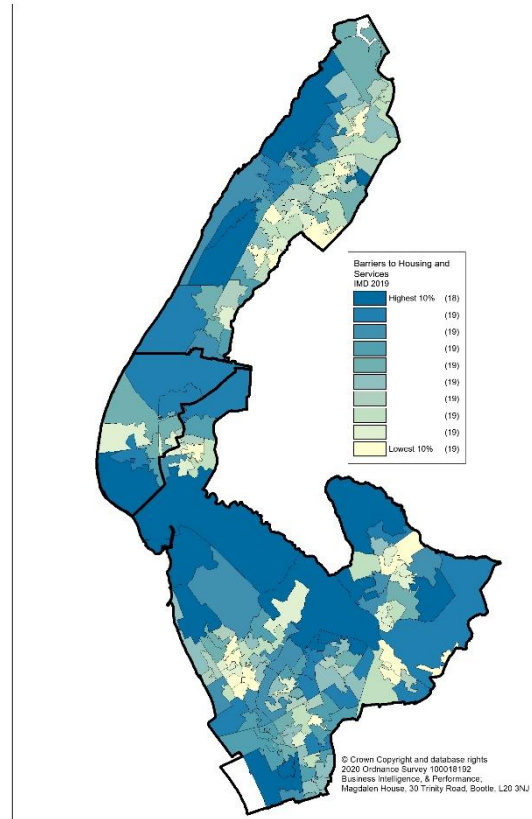 Barriers to Housing and
Services
IMD 2019
Highest 10% (18)
(19)
(19)
(19)
(19)
(19)
(19)
(19)
(19)
Lowest 10% (19)
© Crown Copyright and database rights
2020 Ordnance Survey 100018192
Business Intelligence, & Performance,
Magdalen House, 30 Trinity Road, Bootle, L20 3NJ